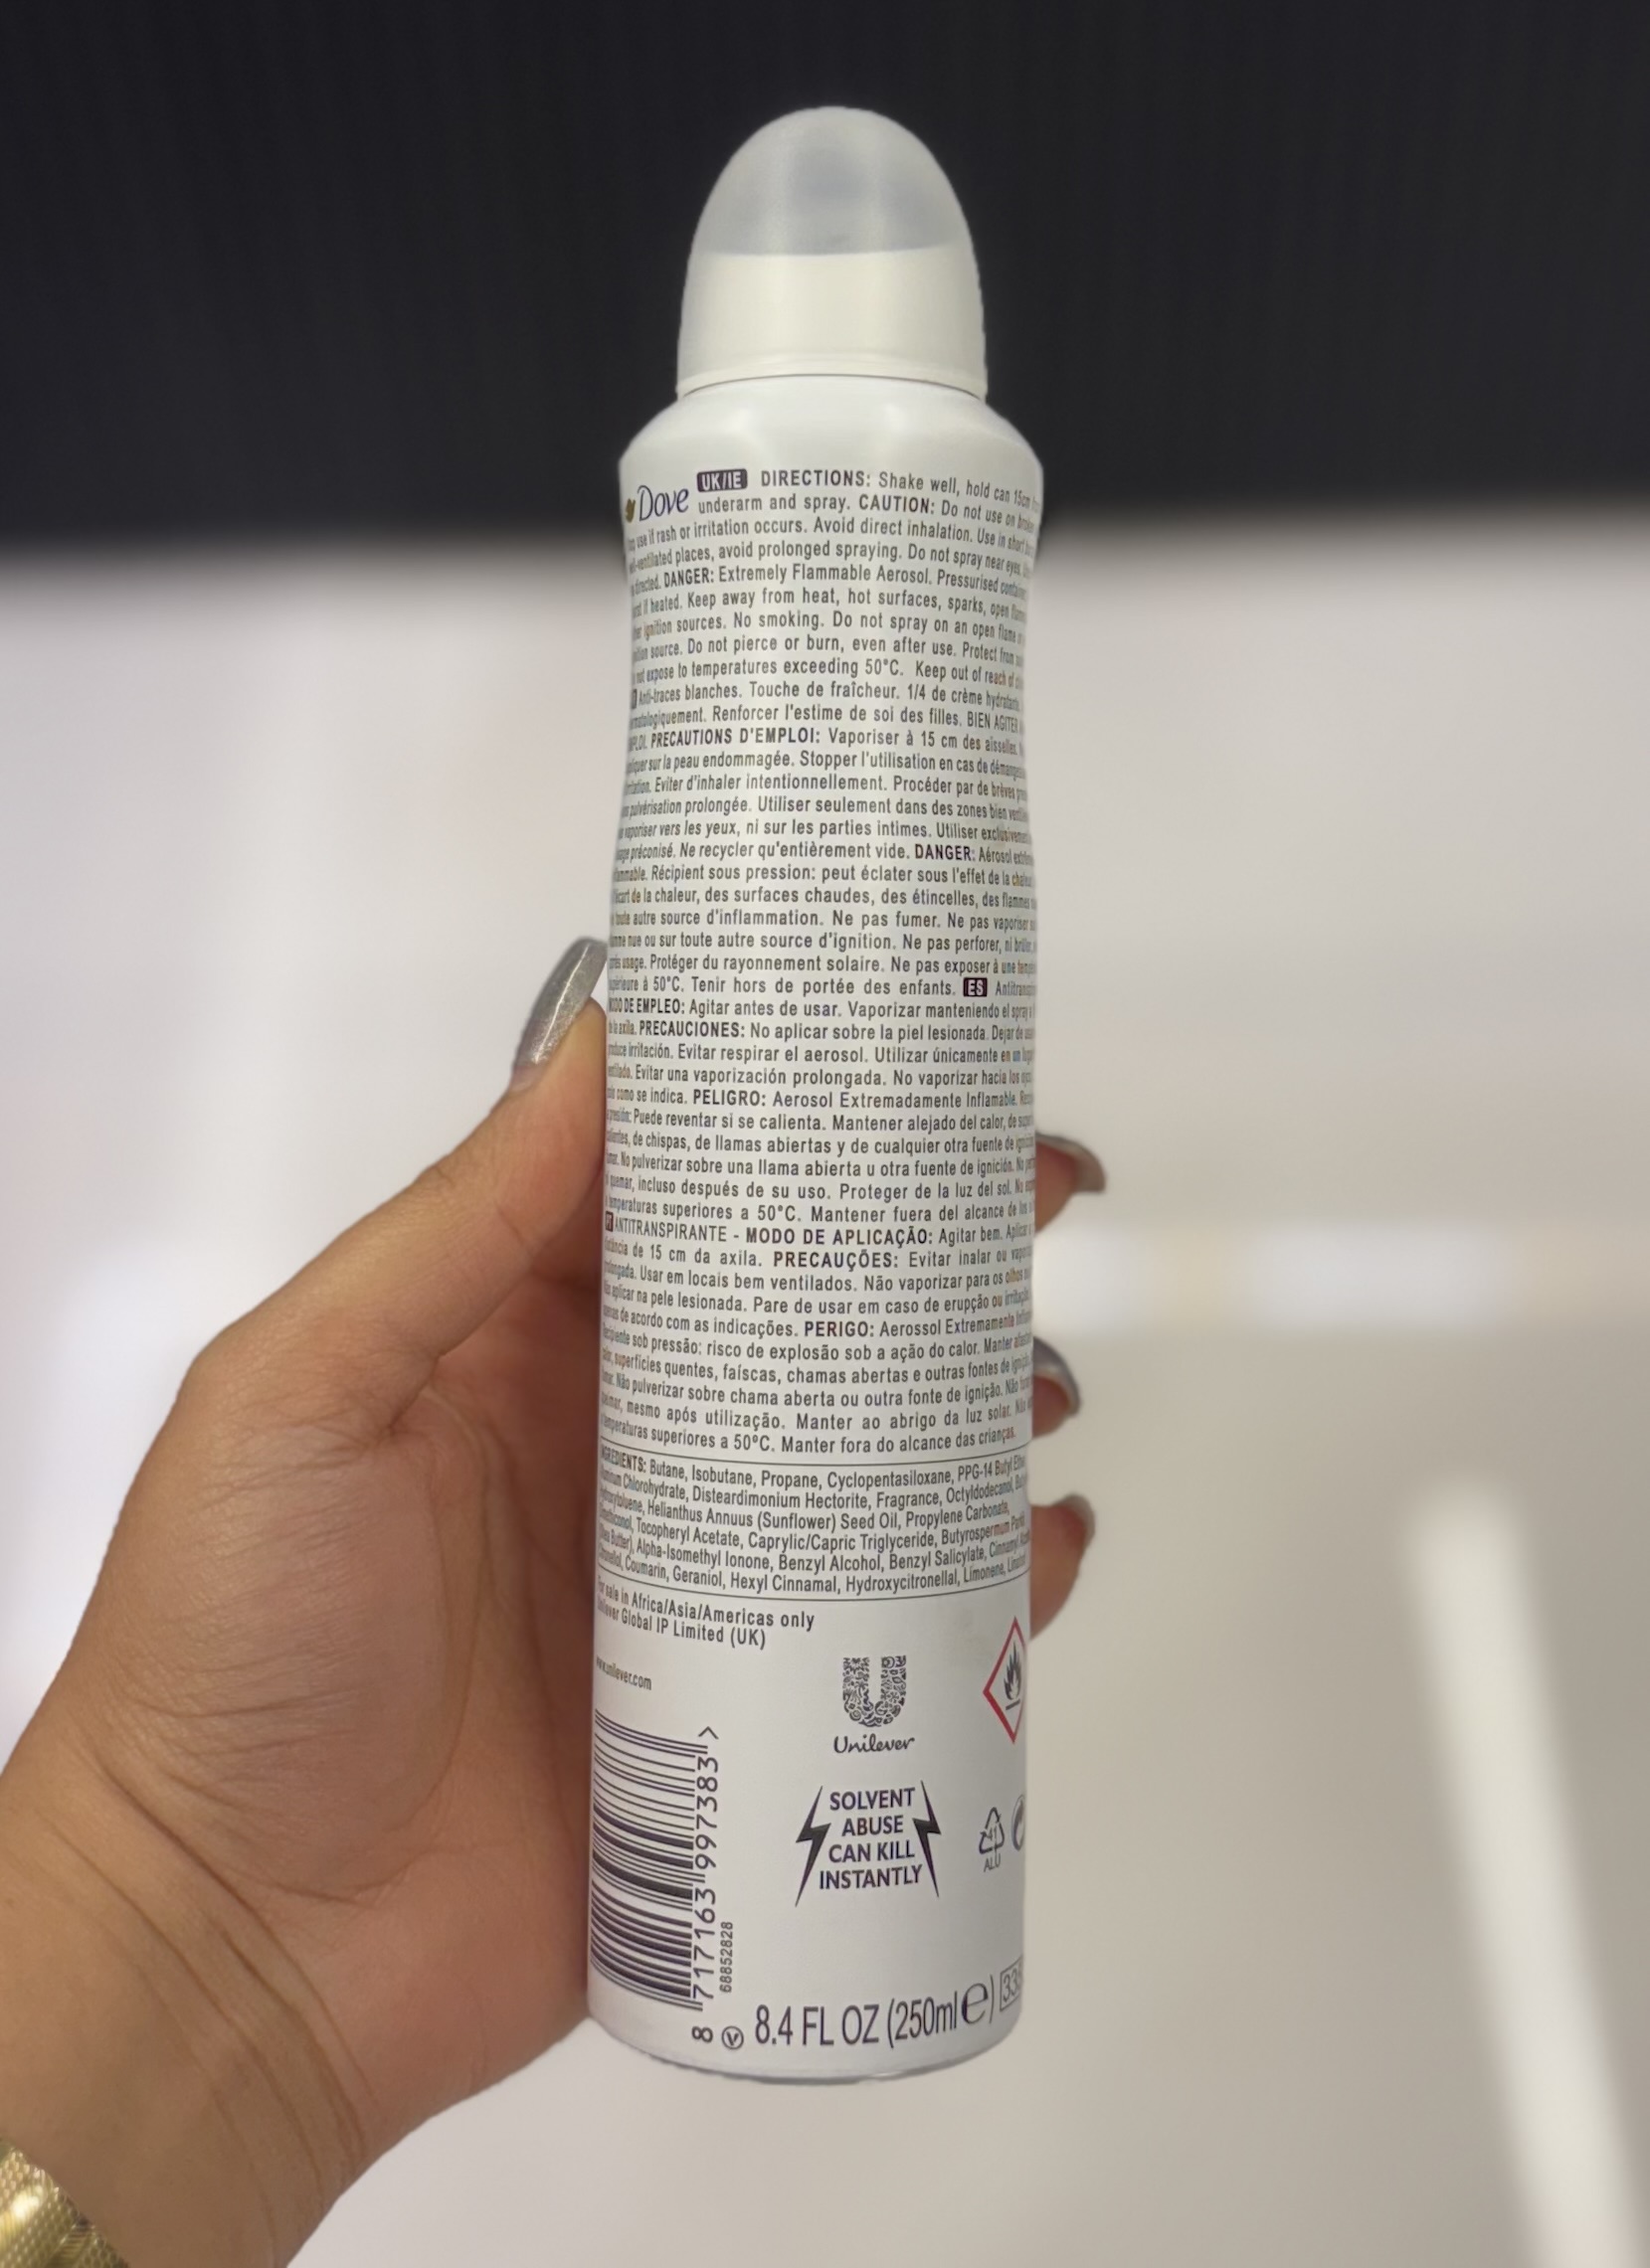 Dove UK/IE DIRECTIONS: Shake well, hold can 15cm
underarm and spray. CAUTION: Do not use on
use if rash or irritation occurs. Avoid direct inhalation. Use in short
places, avoid prolonged spraying. Do not spray near eyes.
DANGER: Extremely Flammable Aerosol. Pressurised
if heated. Keep away from heat, hot surfaces, sparks, open
ignition sources. No smoking. Do not spray on an open flame
source. Do not pierce or burn, even after use. Protect from
not expose to temperatures exceeding 50°C. Keep out of reach of
Anti-traces blanches. Touche de fraîcheur. 1/4 de crème
Renforcer l'estime de soi des filles. BIEN AGITER
PRECAUTIONS D'EMPLOI: Vaporiser à 15 cm des aisselles.
sur la peau endommagée. Stopper l'utilisation en cas de
Eviter d'inhaler intentionnellement. Procéder par de brèves
pulvérisation prolongée. Utiliser seulement dans des zones bien
vaporiser vers les yeux, ni sur les parties intimes. Utiliser
préconisé. Ne recycler qu'entièrement vide. DANGER: Aérosol
Récipient sous pression: peut éclater sous l'effet de la
de la chaleur, des surfaces chaudes, des étincelles, des flammes
toute autre source d'inflammation. Ne pas fumer. Ne pas vaporiser
nue ou sur toute autre source d'ignition. Ne pas perforer, ni brûler,
usage. Protéger du rayonnement solaire. Ne pas exposer à une
à 50°C. Tenir hors de portée des enfants. ES
DE EMPLEO: Agitar antes de usar. Vaporizar manteniendo el spray
axila. PRECAUCIONES: No aplicar sobre la piel lesionada. Dejar de
irritación. Evitar respirar el aerosol. Utilizar únicamente en un
Evitar una vaporización prolongada. No vaporizar hacia los
como se indica. PELIGRO: Aerosol Extremadamente Inflamable.
Puede reventar si se calienta. Mantener alejado del calor, de
de chispas, de llamas abiertas y de cualquier otra fuente de
No pulverizar sobre una llama abierta u otra fuente de ignición. No
quemar, incluso después de su uso. Proteger de la luz del sol. No
temperaturas superiores a 50°C. Mantener fuera del alcance de los
ANTITRANSPIRANTE - MODO DE APLICAÇÃO: Agitar bem. Aplicar
de 15 cm da axila. PRECAUÇÕES: Evitar inalar ou
Usar em locais bem ventilados. Não vaporizar para os olhos
aplicar na pele lesionada. Pare de usar em caso de erupção ou
de acordo com as indicações. PERIGO: Aerossol Extremamente
sob pressão: risco de explosão sob a ação do calor. Manter
superfícies quentes, faíscas, chamas abertas e outras fontes de
Não pulverizar sobre chama aberta ou outra fonte de ignição. Não
mesmo após utilização. Manter ao abrigo da luz solar.
temperaturas superiores a 50ºC. Manter fora do alcance das crianças.
INGREDIENTS: Butane, Isobutane, Propane, Cyclopentasiloxane, PPG-14 Butyl
Chlorohydrate, Disteardimonium Hectorite, Fragrance, Octyldodecanol,
Helianthus Annuus (Sunflower) Seed Oil, Propylene Carbonate,
Tocopheryl Acetate, Caprylic/Capric Triglyceride, Butyrospermum
Alpha-Isomethyl Ionone, Benzyl Alcohol, Benzyl Salicylate,
Coumarin, Geraniol, Hexyl Cinnamal, Hydroxycitronellal, Limonene,
For sale in Africa/Asia/Americas only
Unilever Global IP Limited (UK)
www.unilever.com
Unilever
SOLVENT
ABUSE
CAN KILL
INSTANTLY
41
ALU
8 717163 997383 >
68852828
V 8.4 FL OZ (250ml e)